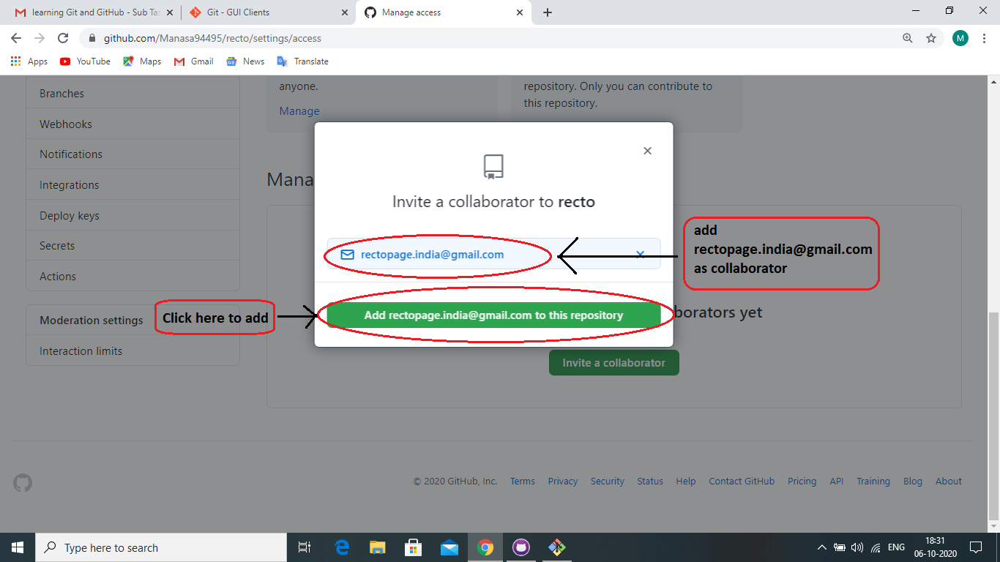 learning Git and GitHub - Sub Tas
Git - GUI Clients
Manage access
github.com/Manasa94495/recto/settings/access
M
Apps
YouTube
Maps
Gmail
News
Translate
Branches
Webhooks
Notifications
Integrations
Deploy keys
Secrets
Actions
Moderation settings
Interaction limits
anyone.
Manage
repository. Only you can contribute to
this repository.
Mana
Invite a collaborator to recto
rectopage.india@gmail.com
Add rectopage.india@gmail.com to this repository
add
rectopage.india@gmail.com
as collaborator
Click here to add
borators yet
Invite a collaborator
© 2020 GitHub, Inc.
Terms
Privacy
Security
Status
Help
Contact GitHub
Pricing
API
Training
Blog
About
Type here to search
ENG
18:31
06-10-2020